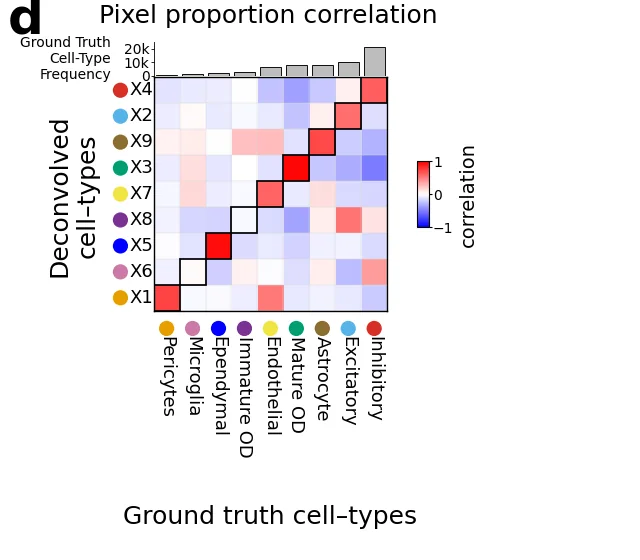 d
Pixel proportion correlation
Ground Truth
Cell-Type
Frequency
20k
10k
0
Deconvolved
cell–types
X4
X2
X9
X3
X7
X8
X5
X6
X1
1
0
−1
correlation
Pericytes
Microglia
Ependymal
Immature OD
Endothelial
Mature OD
Astrocyte
Excitatory
Inhibitory
Ground truth cell–types